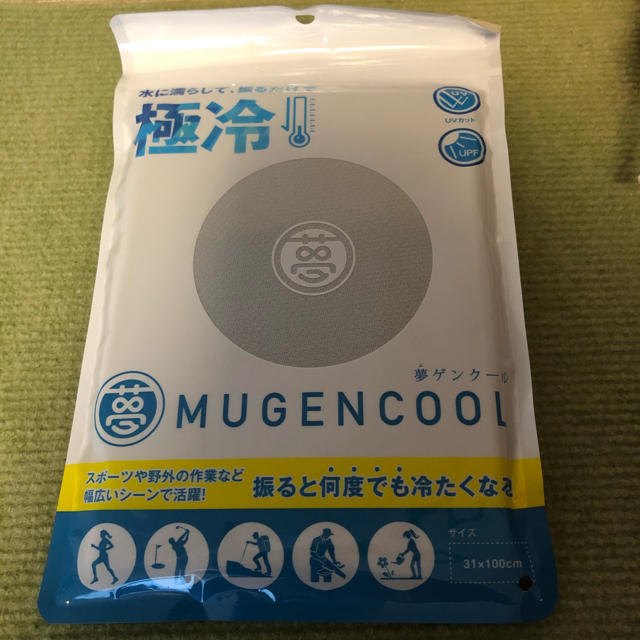 水に濡らして、振るだけで
極冷
UVカット
UPF
夢
夢ゲンクール
夢 MUGENCOOL
スポーツや野外の作業など
幅広いシーンで活躍!
振ると何度でも冷たくなる
サイズ
31×100cm